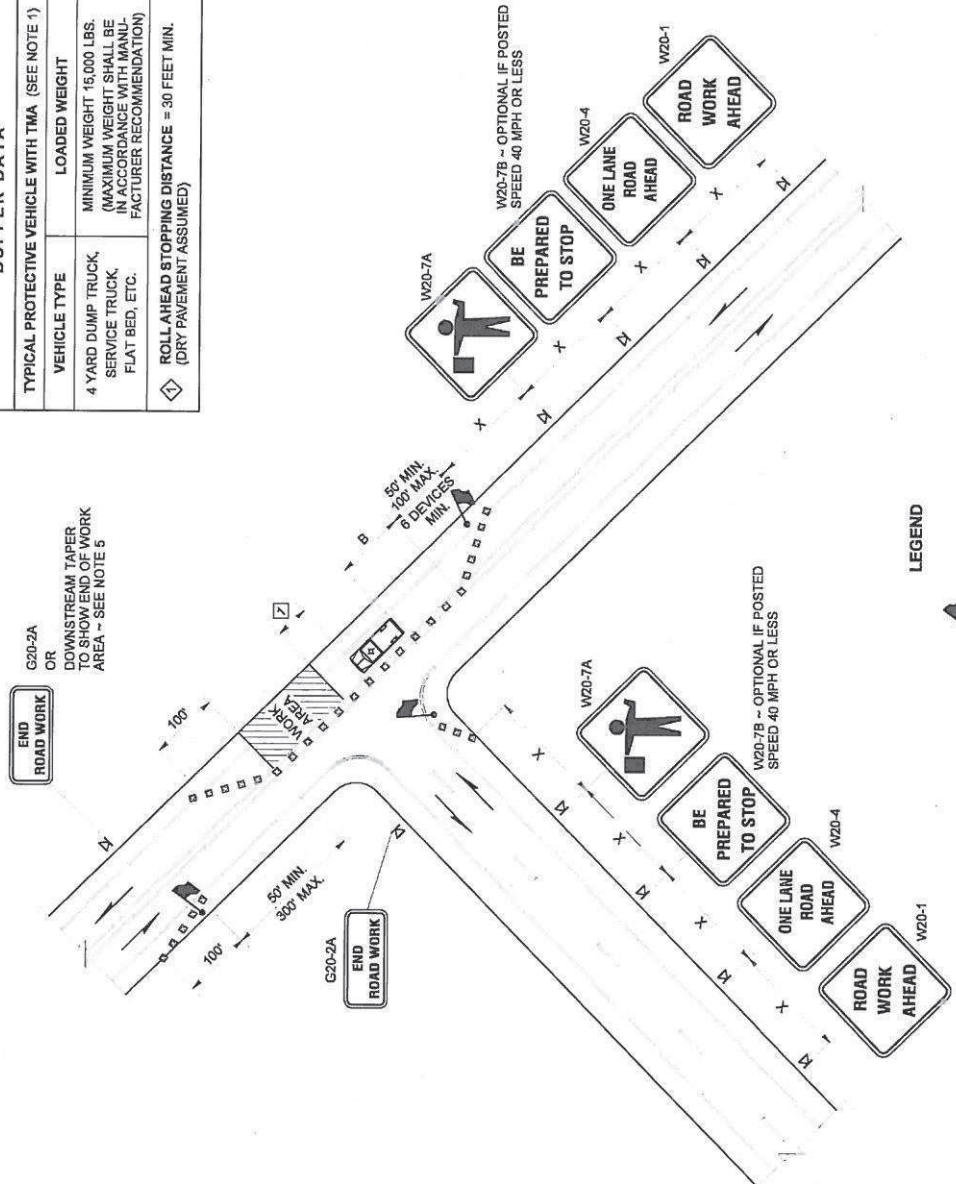 BUFFER DATA
TYPICAL PROTECTIVE VEHICLE WITH TMA (SEE NOTE 1)
VEHICLE TYPE
LOADED WEIGHT
4 YARD DUMP TRUCK,
SERVICE TRUCK,
FLAT BED, ETC.
MINIMUM WEIGHT 15,000 LBS.
(MAXIMUM WEIGHT SHALL BE
IN ACCORDANCE WITH MANU-
FACTURER RECOMMENDATION)
1
ROLL AHEAD STOPPING DISTANCE = 30 FEET MIN.
(DRY PAVEMENT ASSUMED)
END
ROAD WORK
G20-2A
OR
DOWNSTREAM TAPER
TO SHOW END OF WORK
AREA ~ SEE NOTE 5
100'
WORK
AREA
B
50' MIN.
100' MAX.
6 DEVICES
MIN.
X
X
X
X
W20-7A
W20-7B ~ OPTIONAL IF POSTED
SPEED 40 MPH OR LESS
BE
PREPARED
TO STOP
W20-4
ONE LANE
ROAD
AHEAD
W20-1
ROAD
WORK
AHEAD
100'
50' MIN.
300' MAX.
G20-2A
END
ROAD WORK
X
X
X
X
W20-7A
W20-7B ~ OPTIONAL IF POSTED
SPEED 40 MPH OR LESS
BE
PREPARED
TO STOP
W20-4
ONE LANE
ROAD
AHEAD
W20-1
ROAD
WORK
AHEAD
LEGEND